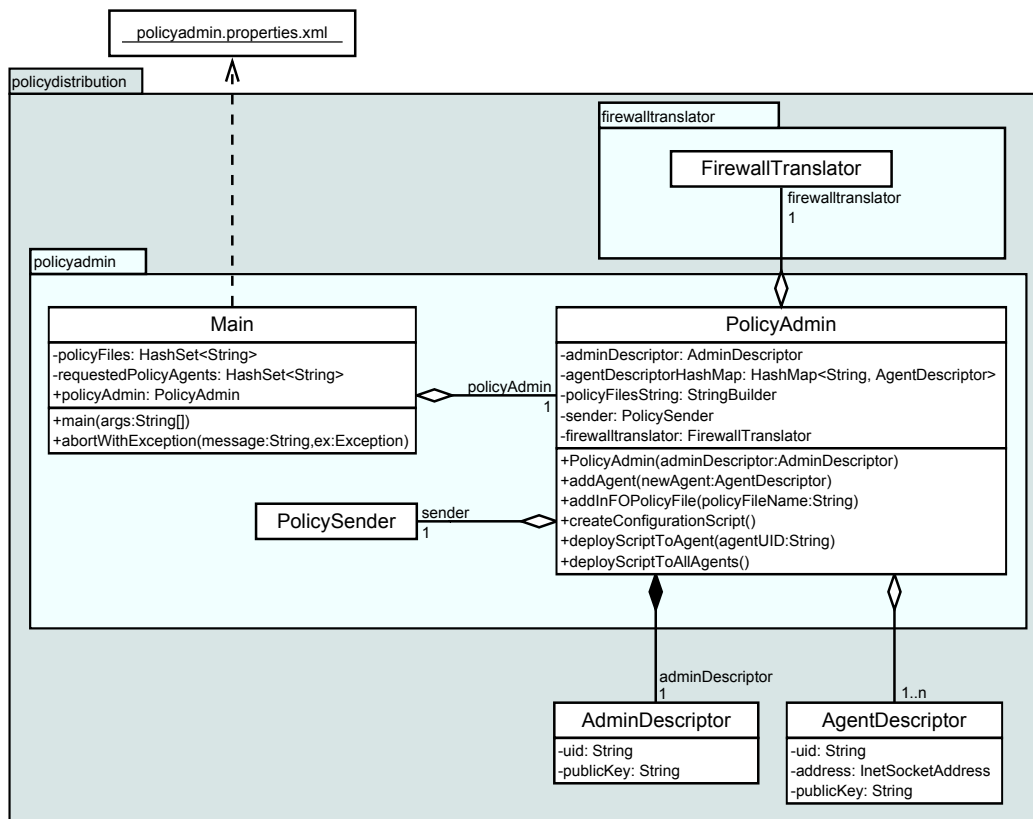 policyadmin.properties.xml
policydistribution
firewalltranslator
FirewallTranslator
firewalltranslator
1
policyadmin
Main
-policyFiles: HashSet<String>
-requestedPolicyAgents: HashSet<String>
+policyAdmin: PolicyAdmin
+main(args:String[])
+abortWithException(message:String,ex:Exception)
policyAdmin
1
PolicyAdmin
-adminDescriptor: AdminDescriptor
-agentDescriptorHashMap: HashMap<String, AgentDescriptor>
-policyFilesString: StringBuilder
-sender: PolicySender
-firewalltranslator: FirewallTranslator
+PolicyAdmin(adminDescriptor:AdminDescriptor)
+addAgent(newAgent:AgentDescriptor)
+addInFOPolicyFile(policyFileName:String)
+createConfigurationScript()
+deployScriptToAgent(agentUID:String)
+deployScriptToAllAgents()
PolicySender
sender
1
adminDescriptor
1
1..n
AdminDescriptor
-uid: String
-publicKey: String
AgentDescriptor
-uid: String
-address: InetSocketAddress
-publicKey: String